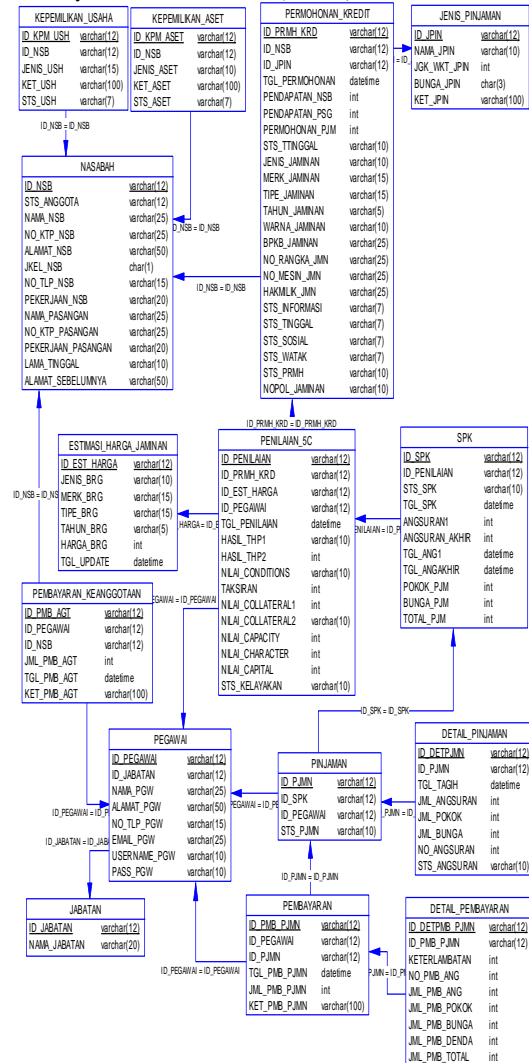 KEPEMILIKAN_USAHA
ID_KPM_USH varchar(12)
ID_NSB varchar(12)
JENIS_USH varchar(15)
KET_USH varchar(100)
STS_USH varchar(7)
KEPEMILIKAN_ASET
ID_KPM_ASET varchar(12)
ID_NSB varchar(12)
JENIS_ASET varchar(10)
KET_ASET varchar(100)
STS_ASET varchar(7)
PERMOHONAN_KREDIT
ID_PRMH_KRD varchar(12)
ID_NSB varchar(12)
ID_JPIN varchar(12)
TGL_PERMOHONAN datetime
PENDAPATAN_NSB int
PENDAPATAN_PSG int
PERMOHONAN_PJM int
STS_TTINGGAL varchar(10)
JENIS_JAMINAN varchar(10)
MERK_JAMINAN varchar(15)
TIPE_JAMINAN varchar(15)
TAHUN_JAMINAN varchar(5)
WARNA_JAMINAN varchar(10)
BPKB_JAMINAN varchar(25)
NO_RANGKA_JMN varchar(25)
NO_MESIN_JMN varchar(25)
HAKMILIK_JMN varchar(25)
STS_INFORMASI varchar(7)
STS_TINGGAL varchar(7)
STS_SOSIAL varchar(7)
STS_WATAK varchar(7)
STS_PRMH varchar(10)
NOPOL_JAMINAN varchar(10)
JENIS_PINJAMAN
ID_JPIN varchar(12)
NAMA_JPIN varchar(10)
JGK_WKT_JPIN int
BUNGA_JPIN char(3)
KET_JPIN varchar(100)
ID_NSB = ID_NSB
NASABAH
ID_NSB varchar(12)
STS_ANGGOTA varchar(12)
NAMA_NSB varchar(25)
NO_KTP_NSB varchar(25)
ALAMAT_NSB varchar(50)
JKEL_NSB char(1)
NO_TLP_NSB varchar(15)
PEKERJAAN_NSB varchar(20)
NAMA_PASANGAN varchar(25)
NO_KTP_PASANGAN varchar(25)
PEKERJAAN_PASANGAN varchar(20)
LAMA_TINGGAL varchar(10)
ALAMAT_SEBELUMNYA varchar(50)
D_NSB = ID_NSB
ID_NSB = ID_NSB
ID_PRMH_KRD = ID_PRMH_KRD
ESTIMASI_HARGA_JAMINAN
ID_EST_HARGA varchar(12)
JENIS_BRG varchar(10)
MERK_BRG varchar(15)
TIPE_BRG varchar(15)
TAHUN_BRG varchar(5)
HARGA_BRG int
TGL_UPDATE datetime
ID_NSB = ID_NS
_HARGA = ID_E
PENILAIAN_5C
ID_PENILAIAN varchar(12)
ID_PRMH_KRD varchar(12)
ID_EST_HARGA varchar(12)
ID_PEGAWAI varchar(12)
TGL_PENILAIAN datetime
HASIL_THP1 varchar(10)
HASIL_THP2 int
NILAI_CONDITIONS varchar(10)
TAKSIRAN int
NILAI_COLLATERAL1 int
NILAI_COLLATERAL2 varchar(10)
NILAI_CAPACITY int
NILAI_CHARACTER int
NILAI_CAPITAL int
STS_KELAYAKAN varchar(10)
ENILAIAN = ID_P
SPK
ID_SPK varchar(12)
ID_PENILAIAN varchar(12)
STS_SPK varchar(10)
TGL_SPK datetime
ANGSURAN1 int
ANGSURAN_AKHIR int
TGL_ANG1 datetime
TGL_ANGAKHIR datetime
POKOK_PJM int
BUNGA_PJM int
TOTAL_PJM int
PEMBAYARAN_KEANGGOTAAN
ID_PMB_AGT varchar(12)
ID_PEGAWAI varchar(12)
ID_NSB varchar(12)
JML_PMB_AGT int
TGL_PMB_AGT datetime
KET_PMB_AGT varchar(100)
EGAWAI = ID_PEGAWAI
ID_SPK = ID_SPK
PEGAWAI
ID_PEGAWAI varchar(12)
ID_JABATAN varchar(12)
NAMA_PGW varchar(25)
ALAMAT_PGW varchar(50)
NO_TLP_PGW varchar(15)
EMAIL_PGW varchar(25)
USERNAME_PGW varchar(10)
PASS_PGW varchar(10)
ID_PEGAWAI = ID_P
ID_JABATAN = ID_JAB
EGAWAI = ID_PE
PINJAMAN
ID_PJMN varchar(12)
ID_SPK varchar(12)
ID_PEGAWAI varchar(12)
STS_PJMN varchar(10)
_PJMN = ID_
DETAIL_PINJAMAN
ID_DETPJMN varchar(12)
ID_PJMN varchar(12)
TGL_TAGIH datetime
JML_ANGSURAN int
JML_POKOK int
JML_BUNGA int
NO_ANGSURAN int
STS_ANGSURAN varchar(10)
ID_PJMN = ID_PJMN
JABATAN
ID_JABATAN varchar(12)
NAMA_JABATAN varchar(20)
ID_PEGAWAI = ID_PEGAWAI
PEMBAYARAN
ID_PMB_PJMN varchar(12)
ID_PEGAWAI varchar(12)
ID_PJMN varchar(12)
TGL_PMB_PJMN datetime
JML_PMB_PJMN int
KET_PMB_PJMN varchar(100)
DETAIL_PEMBAYARAN
ID_DETPMB_PJMN varchar(12)
ID_PMB_PJMN varchar(12)
KETERLAMBATAN int
NO_PMB_ANG int
JML_PMB_ANG int
JML_PMB_POKOK int
JML_PMB_BUNGA int
JML_PMB_DENDA int
JML_PMB_TOTAL int